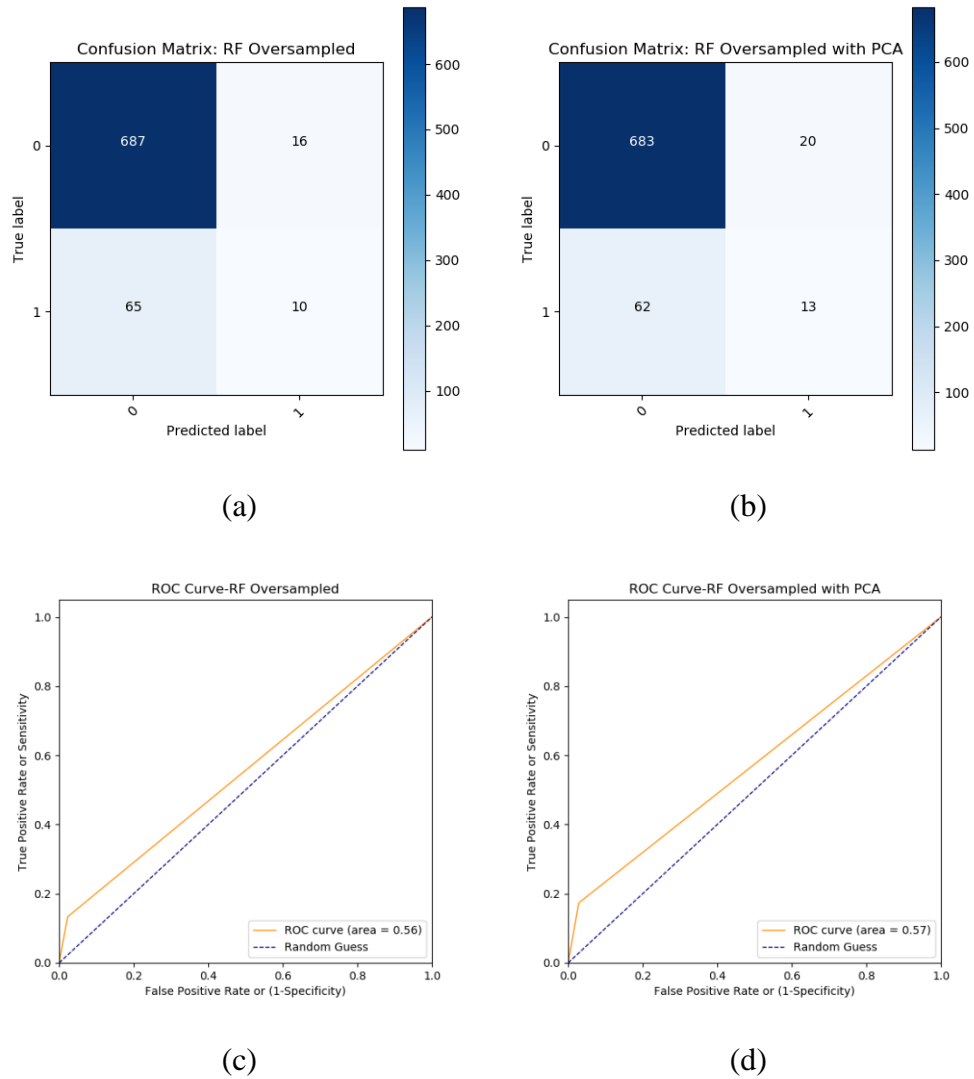 Confusion Matrix: RF Oversampled
687
16
65
10
0
1
True label
0
1
Predicted label
600
500
400
300
200
100
Confusion Matrix: RF Oversampled with PCA
683
20
62
13
0
1
True label
0
1
Predicted label
600
500
400
300
200
100
(a)
(b)
ROC Curve-RF Oversampled
1.0
0.8
0.6
0.4
0.2
0.0
True Positive Rate or Sensitivity
ROC curve (area = 0.56)
Random Guess
0.0 0.2 0.4 0.6 0.8 1.0
False Positive Rate or (1-Specificity)
ROC Curve-RF Oversampled with PCA
1.0
0.8
0.6
0.4
0.2
0.0
True Positive Rate or Sensitivity
ROC curve (area = 0.57)
Random Guess
0.0 0.2 0.4 0.6 0.8 1.0
False Positive Rate or (1-Specificity)
(c)
(d)